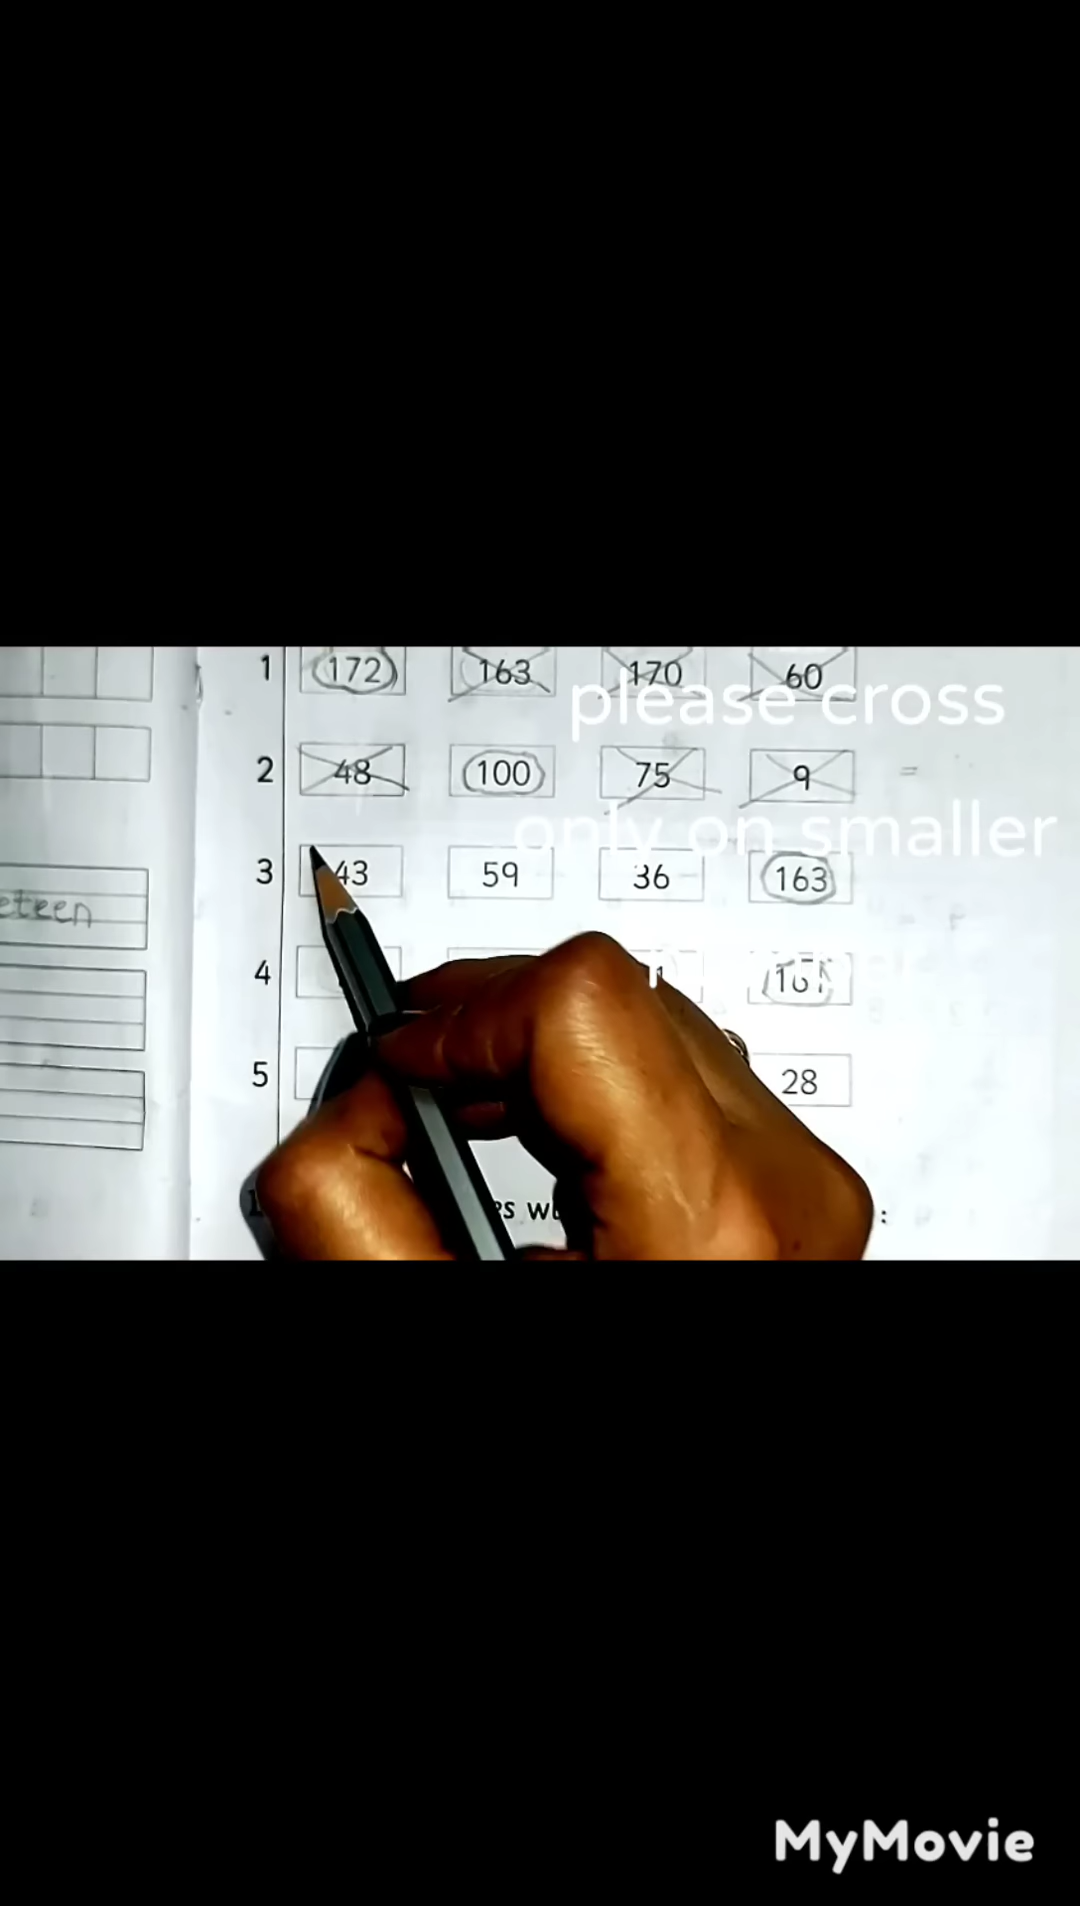 1 172 163 170 60
please cross
2 48 100 75 9 =
only on smaller
eteen
3 43 59 36 163
4
5 28
MyMovie